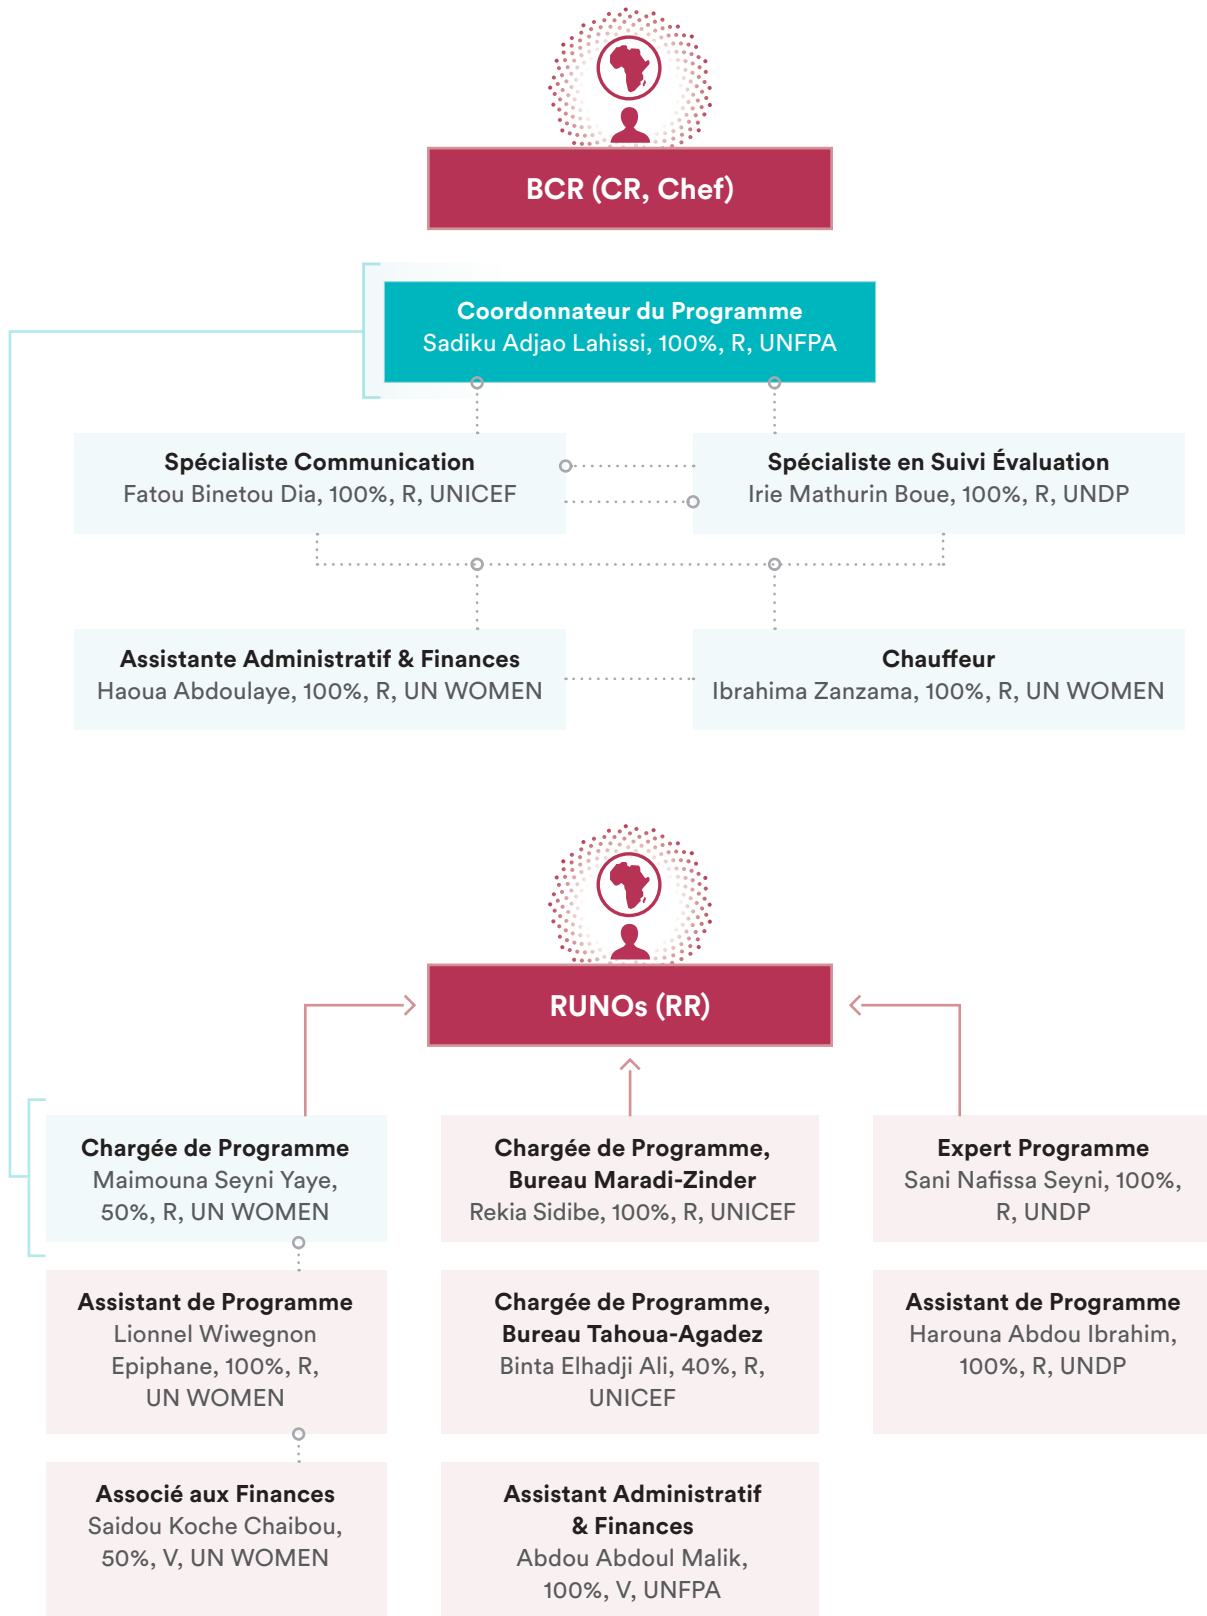 BCR (CR, Chef)
Coordonnateur du Programme
Sadiku Adjao Lahissi, 100%, R, UNFPA
Spécialiste Communication
Fatou Binetou Dia, 100%, R, UNICEF
Spécialiste en Suivi Évaluation
Irie Mathurin Boue, 100%, R, UNDP
Assistante Administratif & Finances
Haoua Abdoulaye, 100%, R, UN WOMEN
Chauffeur
Ibrahima Zanzama, 100%, R, UN WOMEN
RUNOs (RR)
Chargée de Programme
Maimouna Seyni Yaye,
50%, R, UN WOMEN
Chargée de Programme,
Bureau Maradi-Zinder
Rekia Sidibe, 100%, R, UNICEF
Expert Programme
Sani Nafissa Seyni, 100%,
R, UNDP
Assistant de Programme
Lionnel Wiwegnon
Epiphane, 100%, R,
UN WOMEN
Chargée de Programme,
Bureau Tahoua-Agadez
Binta Elhadji Ali, 40%, R,
UNICEF
Assistant de Programme
Harouna Abdou Ibrahim,
100%, R, UNDP
Associé aux Finances
Saidou Koche Chaibou,
50%, V, UN WOMEN
Assistant Administratif
& Finances
Abdou Abdoul Malik,
100%, V, UNFPA